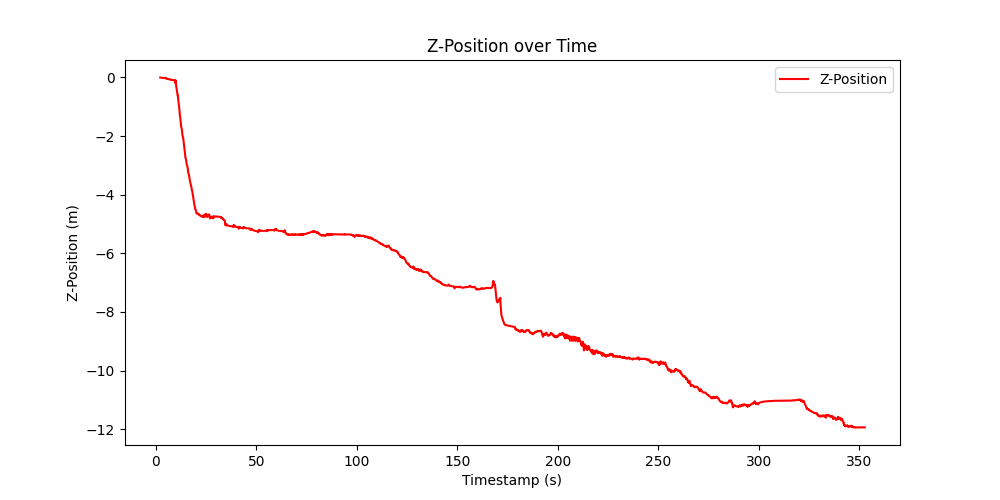 Z-Position over Time
Z-Position
0
−2
−4
−6
−8
−10
−12
Z-Position (m)
0 50 100 150 200 250 300 350
Timestamp (s)